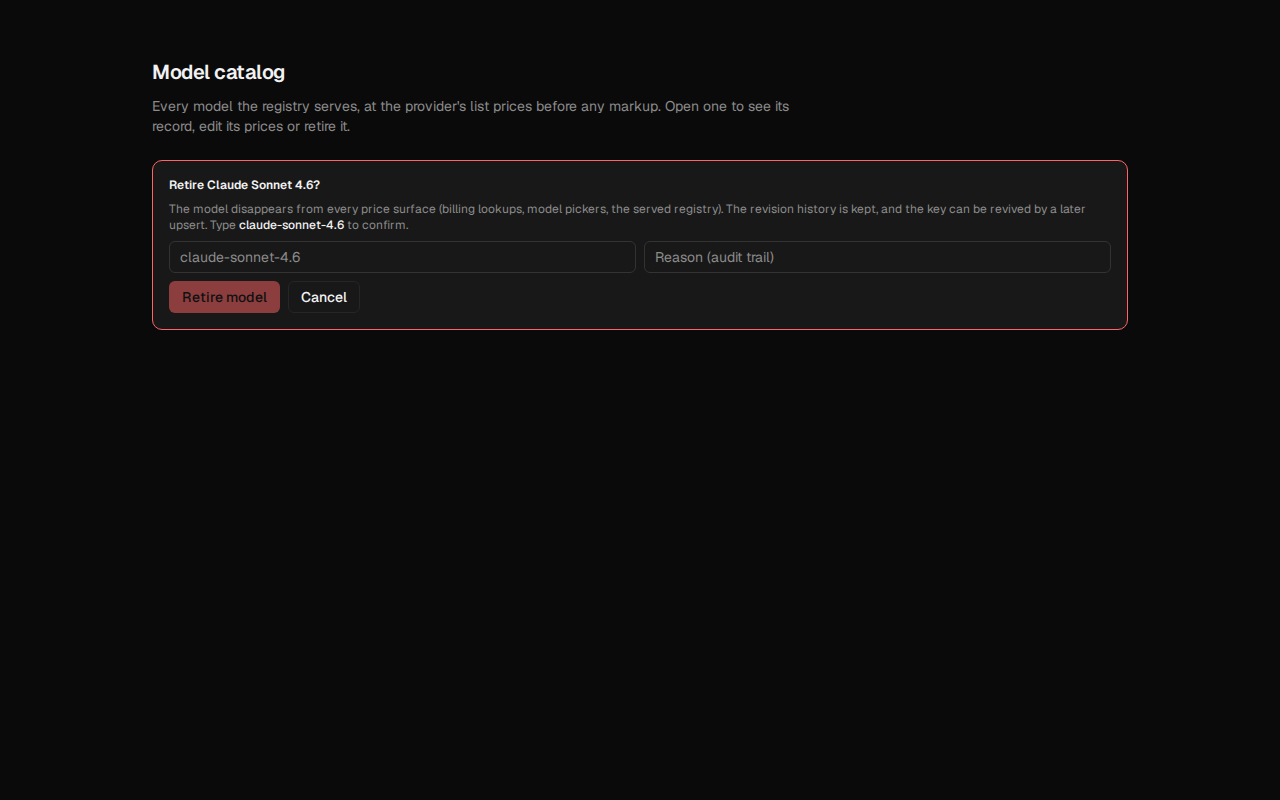 Model catalog
Every model the registry serves, at the provider's list prices before any markup. Open one to see its
record, edit its prices or retire it.
Retire Claude Sonnet 4.6?
The model disappears from every price surface (billing lookups, model pickers, the served registry). The revision history is kept, and the key can be revived by a later
upsert. Type claude-sonnet-4.6 to confirm.
claude-sonnet-4.6
Reason (audit trail)
Retire model
Cancel